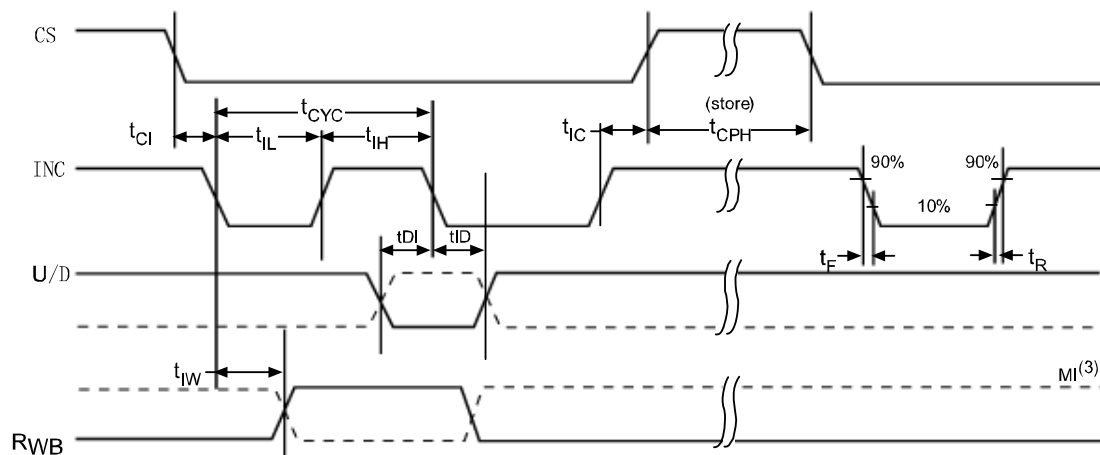 CS
(store)
tCYC
tCI
tIL
tIH
tIC
tCPH
INC
90%
90%
10%
tDI
tID
tF
tR
U/D
tIW
MI(3)
RWB